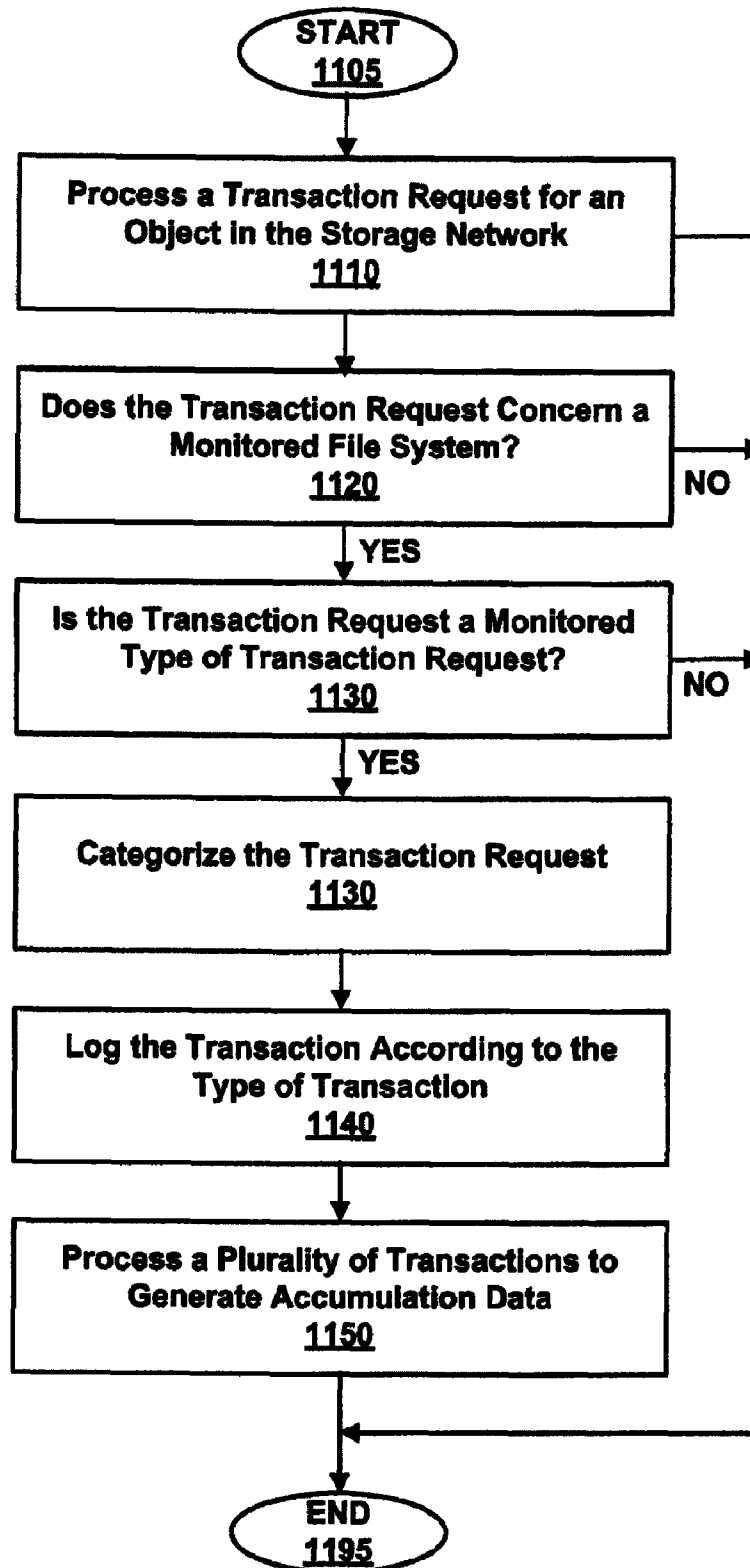 START
1105
Process a Transaction Request for an
Object in the Storage Network
1110
Does the Transaction Request Concern a
Monitored File System?
1120
NO
YES
Is the Transaction Request a Monitored
Type of Transaction Request?
1130
NO
YES
Categorize the Transaction Request
1130
Log the Transaction According to the
Type of Transaction
1140
Process a Plurality of Transactions to
Generate Accumulation Data
1150
END
1195